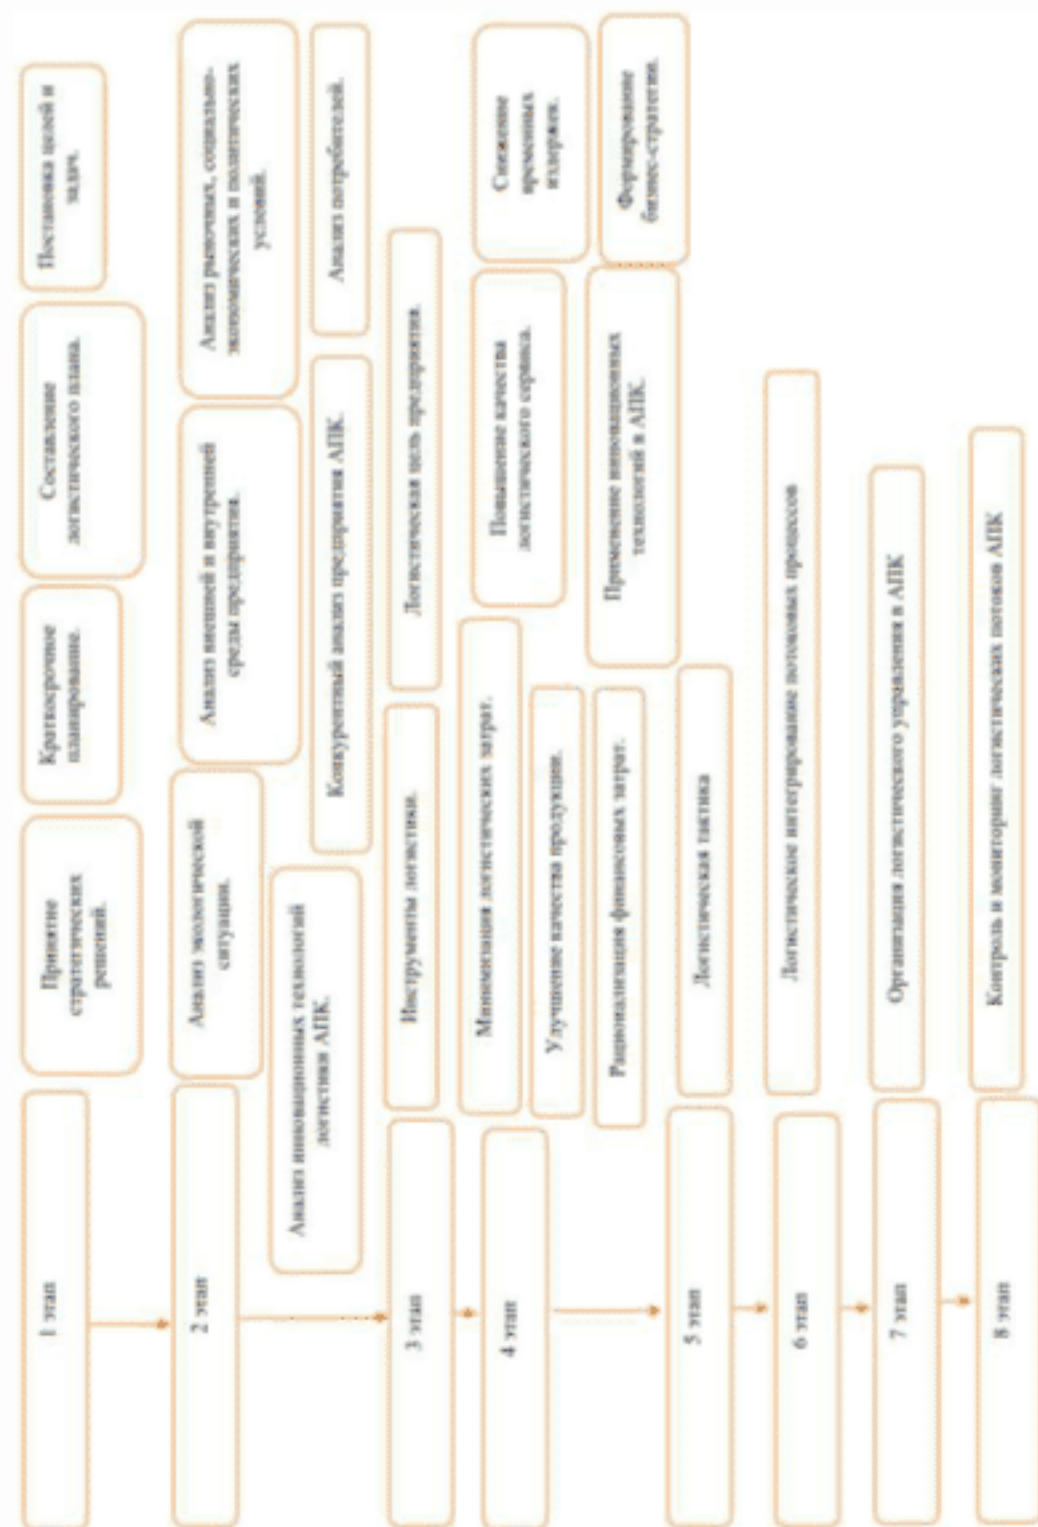 1 этап
Принятие
стратегических
решений.
Краткосрочное
планирование.
Составление
логистического плана.
Постановка целей и
задач.
2 этап
Анализ экологической
ситуации.
Анализ внешней и внутренней
среды предприятия.
Анализ рыночных, социально-
экономических и политических
условий.
Анализ инновационных технологий
логистики АПК.
Конкурентный анализ предприятия АПК.
Анализ потребителей.
3 этап
Инструменты логистики.
Логистическая цель предприятия.
4 этап
Минимизация логистических затрат.
Повышение качества
логистического сервиса.
Снижение
временных
издержек.
Улучшение качества продукции.
Рационализация финансовых затрат.
Применение инновационных
технологий в АПК.
Формирование
бизнес-стратегии.
5 этап
Логистическая тактика
6 этап
Логистическое интегрирование потоковых процессов
7 этап
Организация логистического управления в АПК
8 этап
Контроль и мониторинг логистических потоков АПК